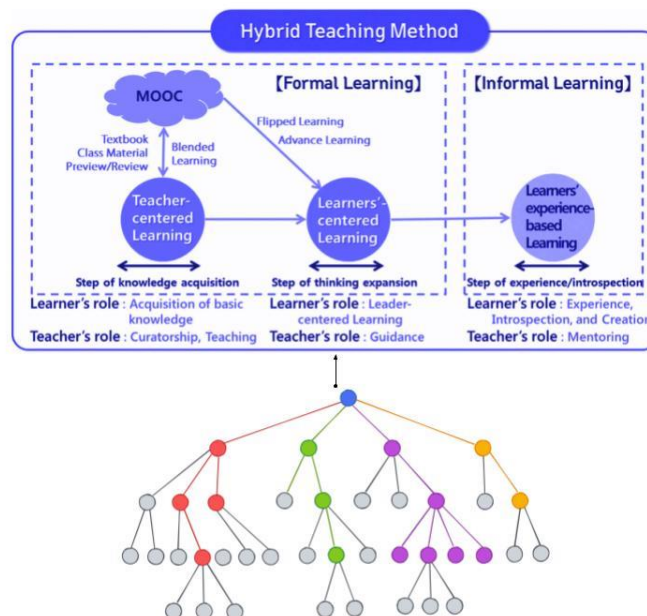 Hybrid Teaching Method
【Formal Learning】
【Informal Learning】
MOOC
Flipped Learning
Advance Learning
Textbook
Class Material
Preview/Review
Blended
Learning
Teacher-
centered
Learning
Learners'-
centered
Learning
Learners'
experience-
based
Learning
Step of knowledge acquisition
Step of thinking expansion
Step of experience/introspection
Learner's role : Acquisition of basic
knowledge
Teacher's role : Curatorship, Teaching
Learner's role : Leader-
centered Learning
Teacher's role : Guidance
Learner's role : Experience,
Introspection, and Creation
Teacher's role : Mentoring